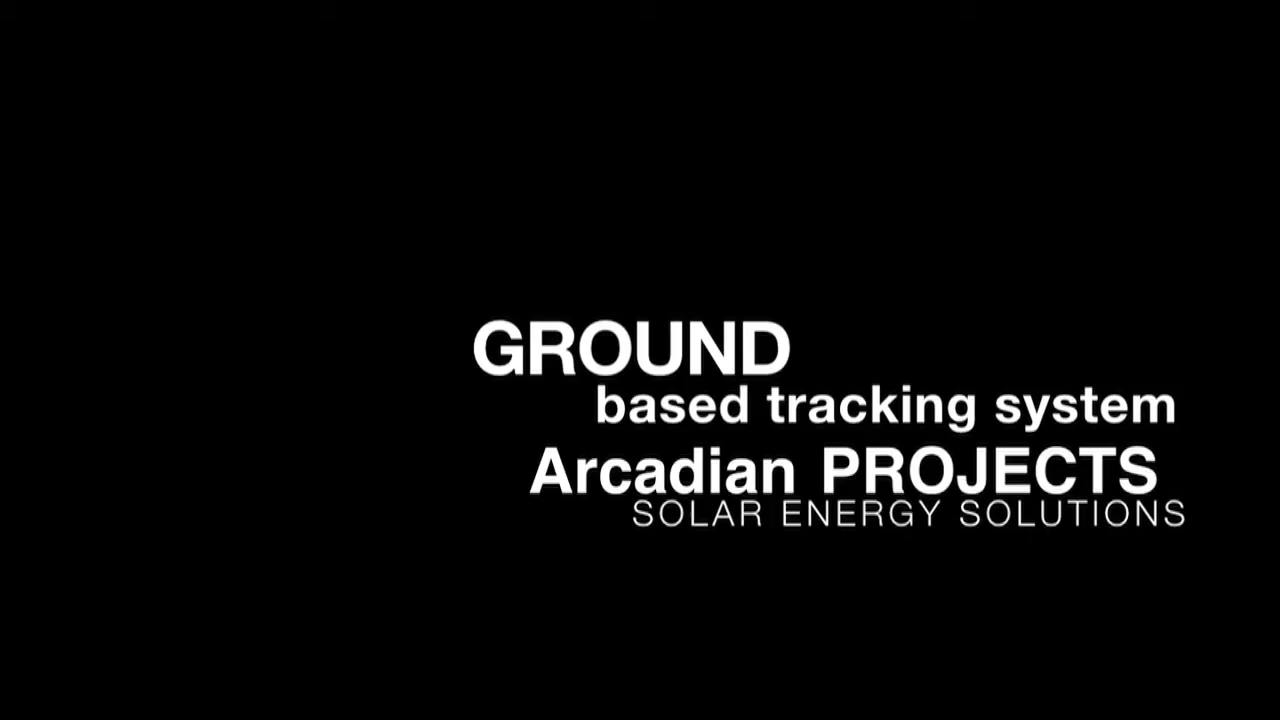 GROUND
based tracking system
Arcadian PROJECTS
SOLAR ENERGY SOLUTIONS